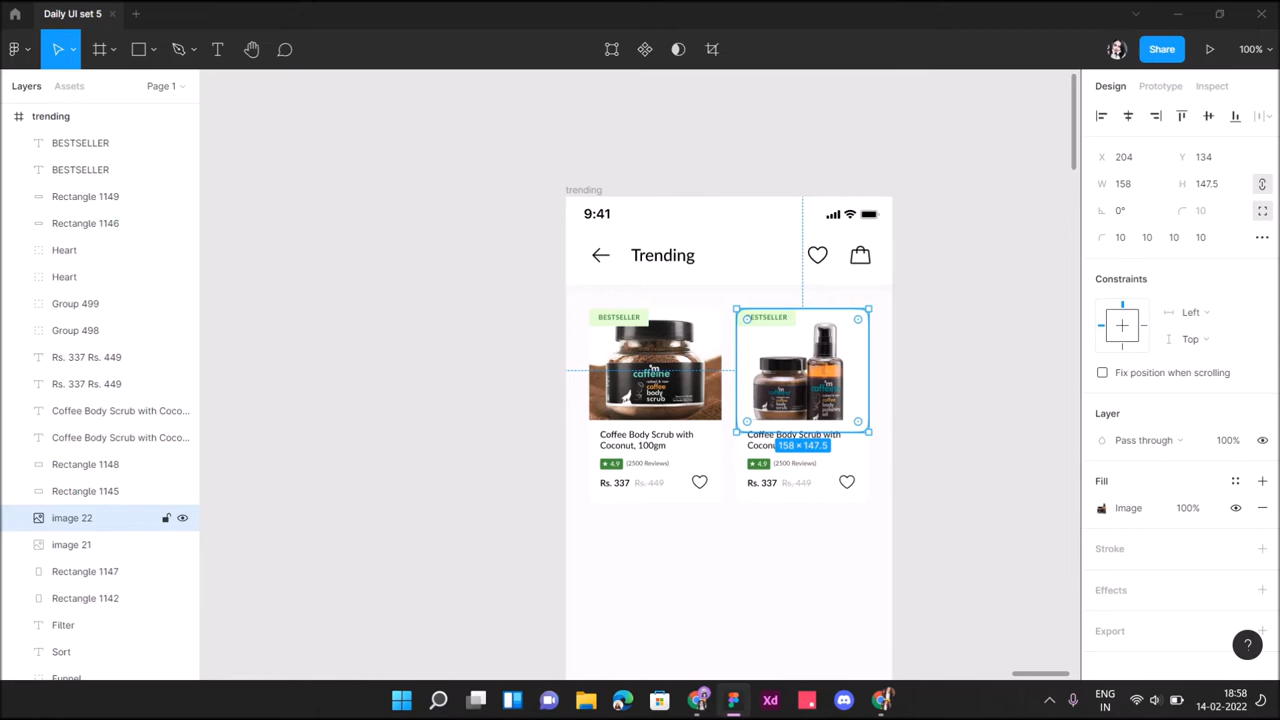 Daily UI set 5
Share
100%
Layers
Assets
Page 1
Design
Prototype
Inspect
trending
BESTSELLER
BESTSELLER
Rectangle 1149
Rectangle 1146
Heart
Heart
Group 499
Group 498
Rs. 337 Rs. 449
Rs. 337 Rs. 449
Coffee Body Scrub with Coco...
Coffee Body Scrub with Coco...
Rectangle 1148
Rectangle 1145
image 22
image 21
Rectangle 1147
Rectangle 1142
Filter
Sort
Funnel
trending
9:41
Trending
BESTSELLER
caffeine
coffee
body
scrub
Coffee Body Scrub with
Coconut, 100gm
★ 4.9 (2500 Reviews)
Rs. 337 Rs. 449
BESTSELLER
Coffee Body Scrub with
158 × 147.5
★ 4.9 (2500 Reviews)
Rs. 337 Rs. 449
X 204 Y 134
W 158 H 147.5
0° 10
10 10 10 10
Constraints
Left
Top
Fix position when scrolling
Layer
Pass through 100%
Fill
Image 100%
Stroke
Effects
Export
?
Xd
ENG
IN
18:58
14-02-2022